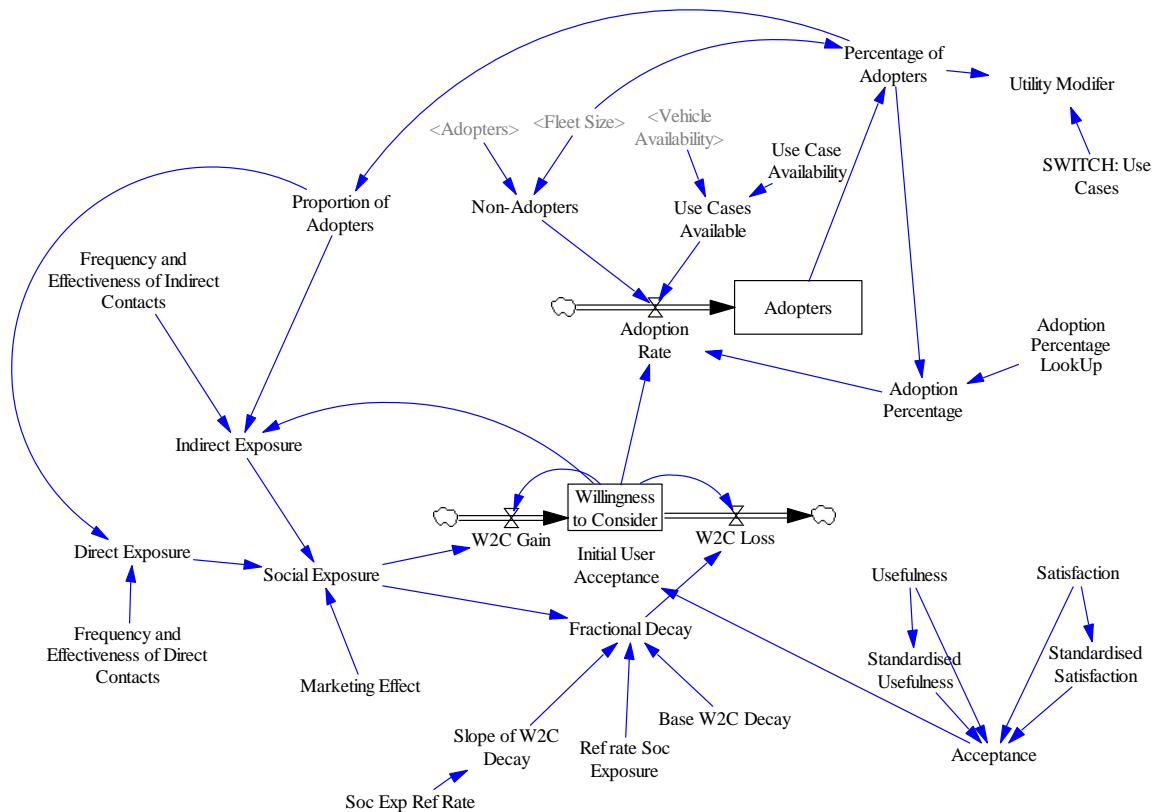 Percentage of
Adopters
Utility Modifer
<Adopters>
<Fleet Size>
<Vehicle
Availability>
Use Case
Availability
SWITCH: Use
Cases
Proportion of
Adopters
Non-Adopters
Use Cases
Available
Frequency and
Effectiveness of Indirect
Contacts
Adopters
Adoption
Rate
Adoption
Percentage
LookUp
Adoption
Percentage
Indirect Exposure
Willingness
to Consider
W2C Gain
W2C Loss
Direct Exposure
Social Exposure
Initial User
Acceptance
Usefulness
Satisfaction
Frequency and
Effectiveness of Direct
Contacts
Fractional Decay
Standardised
Usefulness
Standardised
Satisfaction
Marketing Effect
Slope of W2C
Decay
Ref rate Soc
Exposure
Base W2C Decay
Acceptance
Soc Exp Ref Rate